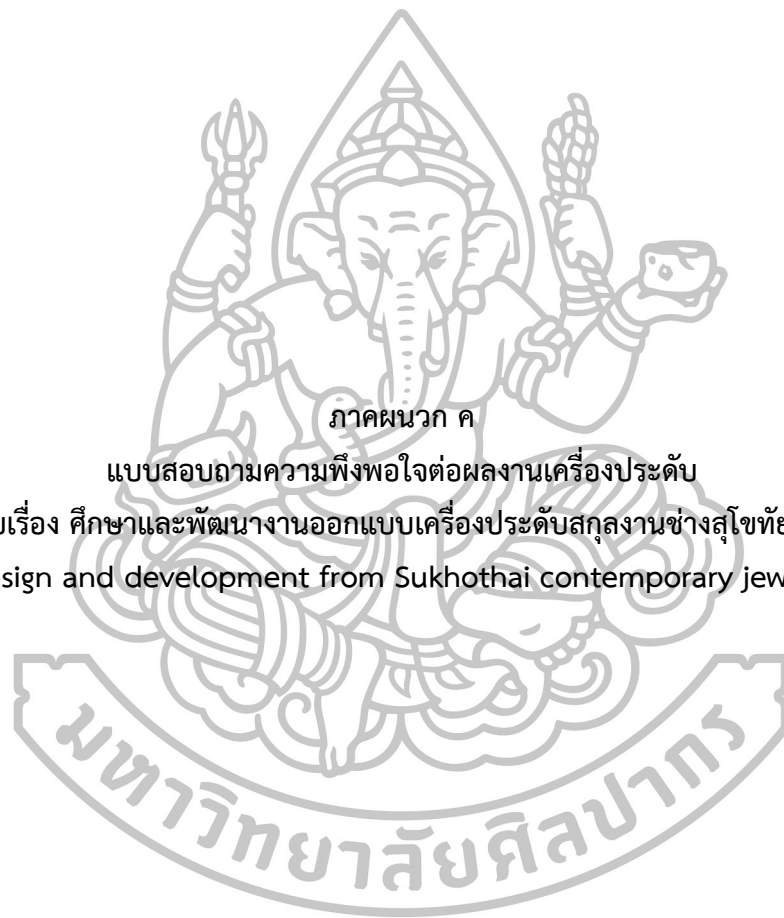 ภาคผนวก ค
แบบสอบถามความพึงพอใจต่อผลงานเครื่องประดับ
เรื่อง ศึกษาและพัฒนางานออกแบบเครื่องประดับสกุลงานช่างสุโขทัย
and development from Sukhothai contemporary
มหาวิทยาลัยศิลปากร